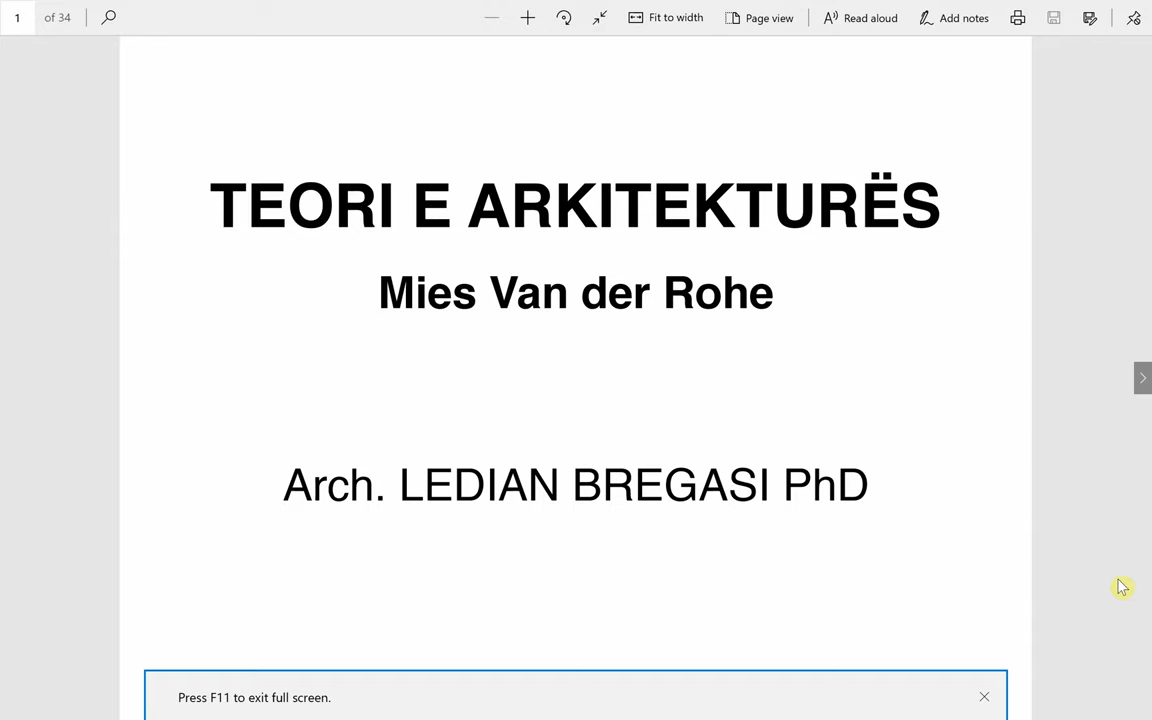 1 of 34 Fit to width Page view Read aloud Add notes
TEORI E ARKITEKTURËS
Mies Van der Rohe
Arch. LEDIAN BREGASI PhD
Press F11 to exit full screen.